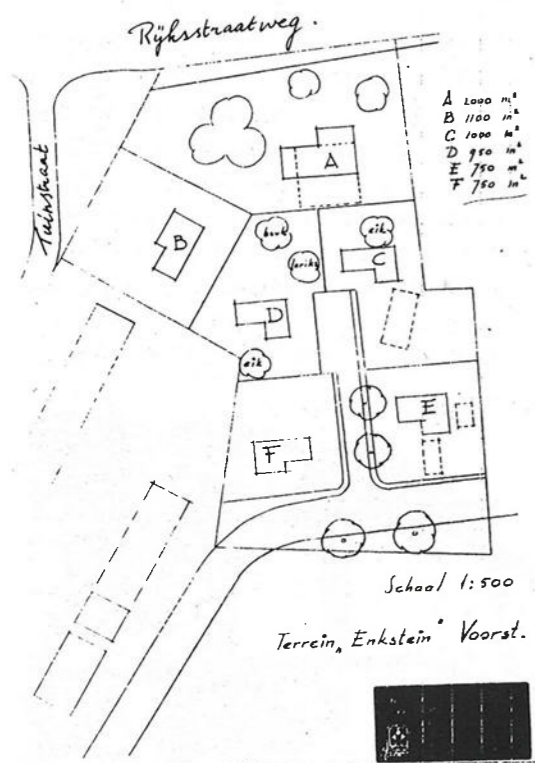 Rijksstraatweg.
Tuinstraat
A 2000 m²
B 1100 m²
C 1000 m²
D 950 m²
E 750 m²
F 750 m²
A
B
beuk
eik
lariks
C
D
eik
E
F
Schaal 1:500
Terrein „Enkstein" Voorst.